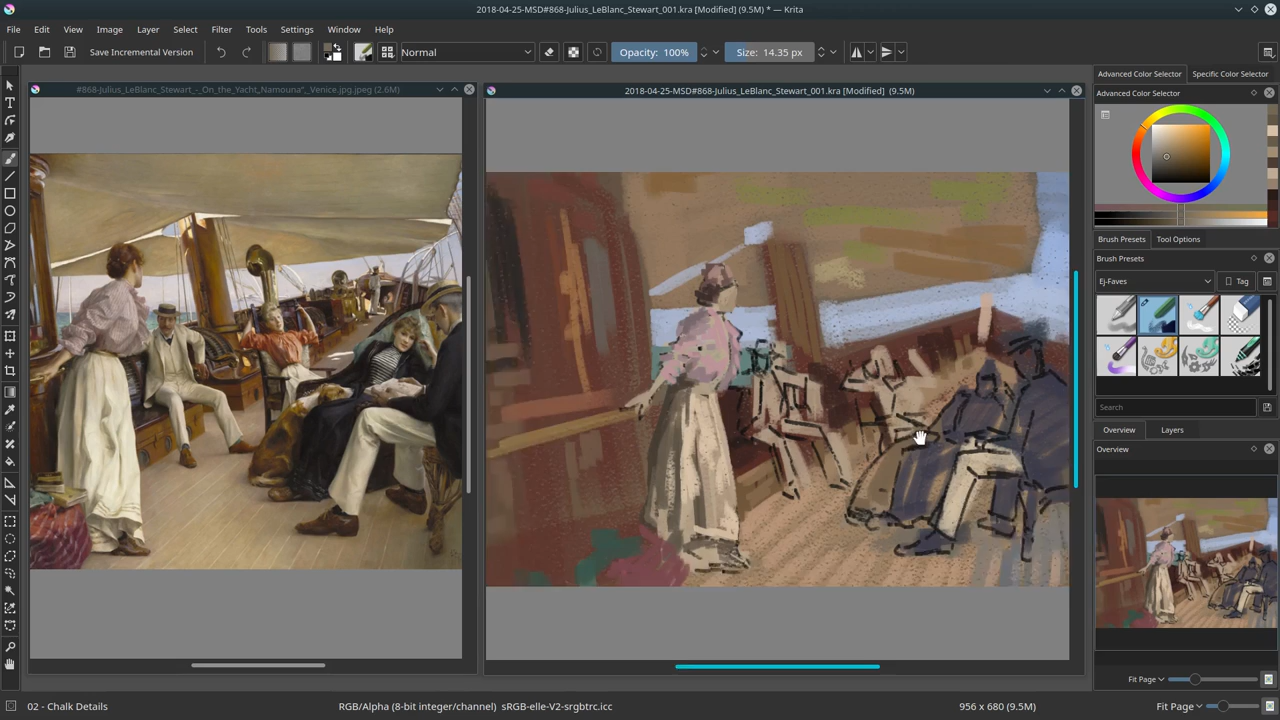 2018-04-25-MSD#868-Julius_LeBlanc_Stewart_001.kra [Modified] (9.5M) * — Krita
File Edit View Image Layer Select Filter Tools Settings Window Help
Save Incremental Version
Normal
Opacity: 100%
Size: 14.35 px
#868-Julius_LeBlanc_Stewart_-_On_the_Yacht_Namouna",_Venice.jpg.jpeg (2.6M)
2018-04-25-MSD#868-Julius_LeBlanc_Stewart_001.kra [Modified] (9.5M)
Advanced Color Selector
Specific Color Selector
Advanced Color Selector
Brush Presets
Tool Options
Brush Presets
Ej-Faves
Tag
Search
Overview
Layers
Overview
Fit Page
02 - Chalk Details
RGB/Alpha (8-bit integer/channel) sRGB-elle-V2-srgbtrc.icc
956 x 680 (9.5M)
Fit Page